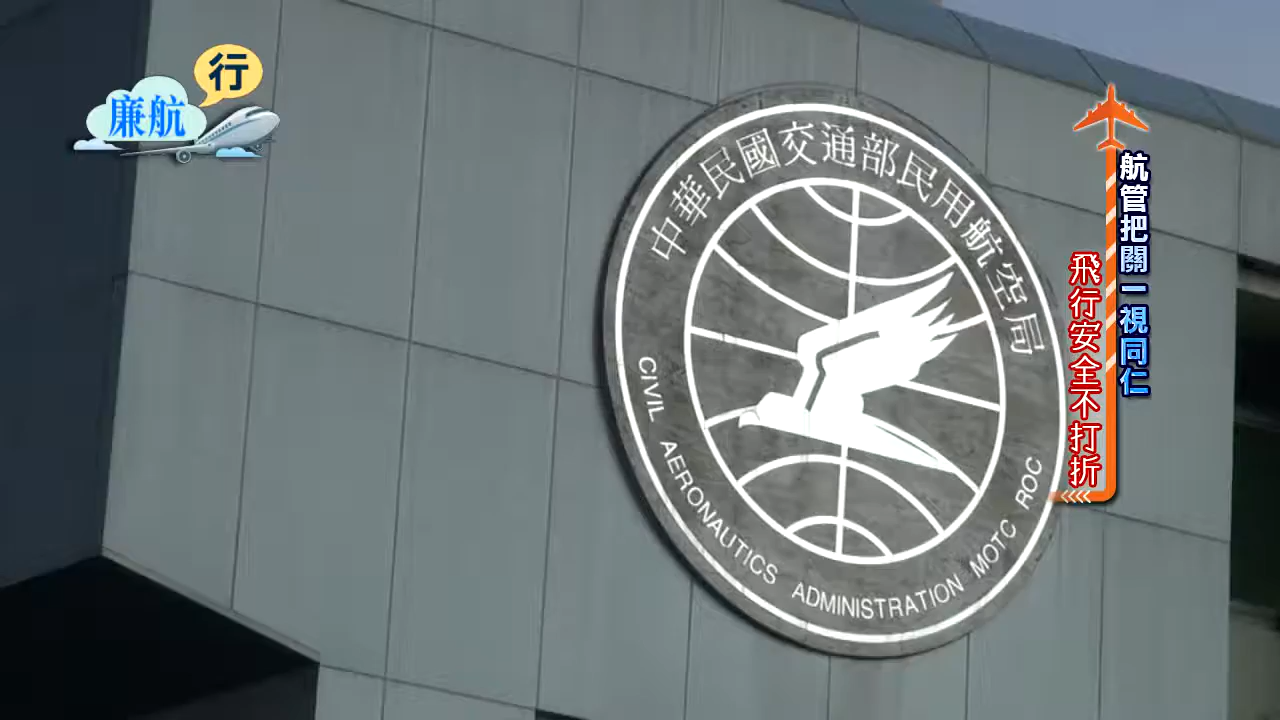 廉航
行
中華民國交通部民用航空局
CIVIL AERONAUTICS ADMINISTRATION MOTC ROC
航管把關一視同仁
飛行安全不打折